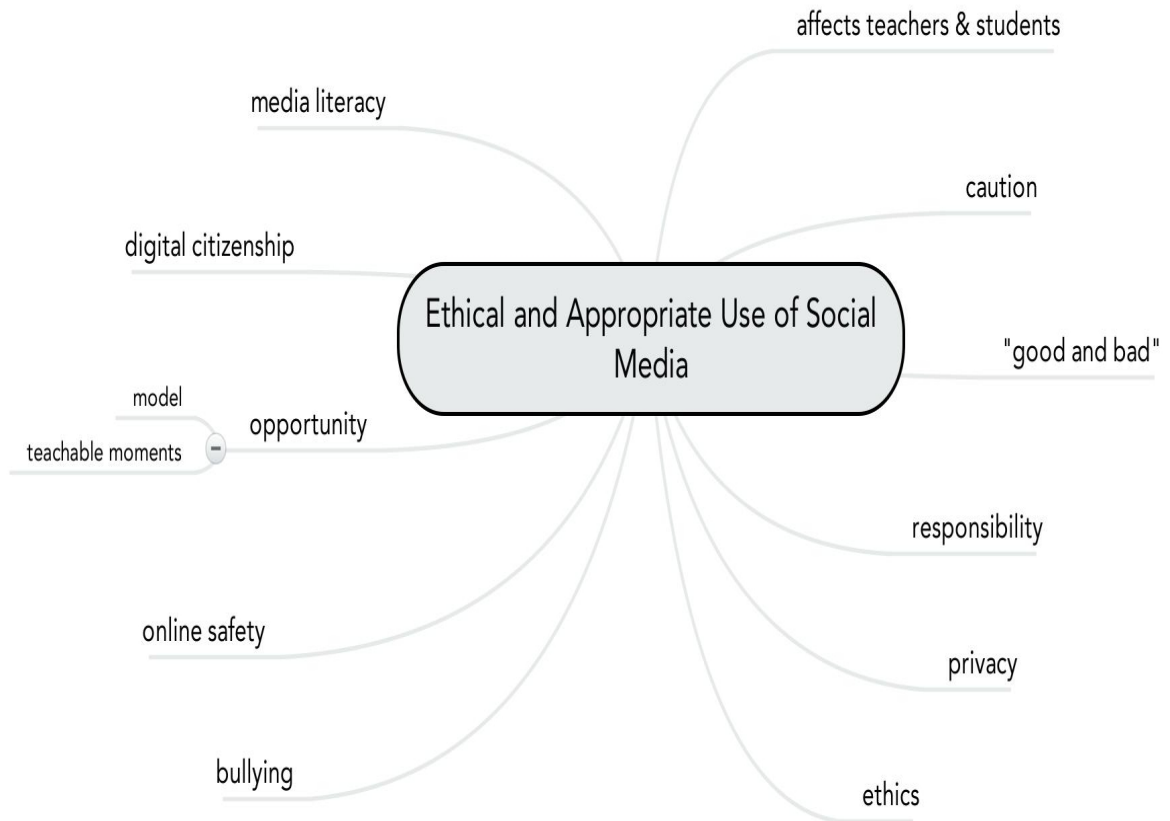 affects teachers & students
media literacy
caution
digital citizenship
Ethical and Appropriate Use of Social
Media
"good and bad"
model
opportunity
teachable moments
responsibility
online safety
privacy
bullying
ethics